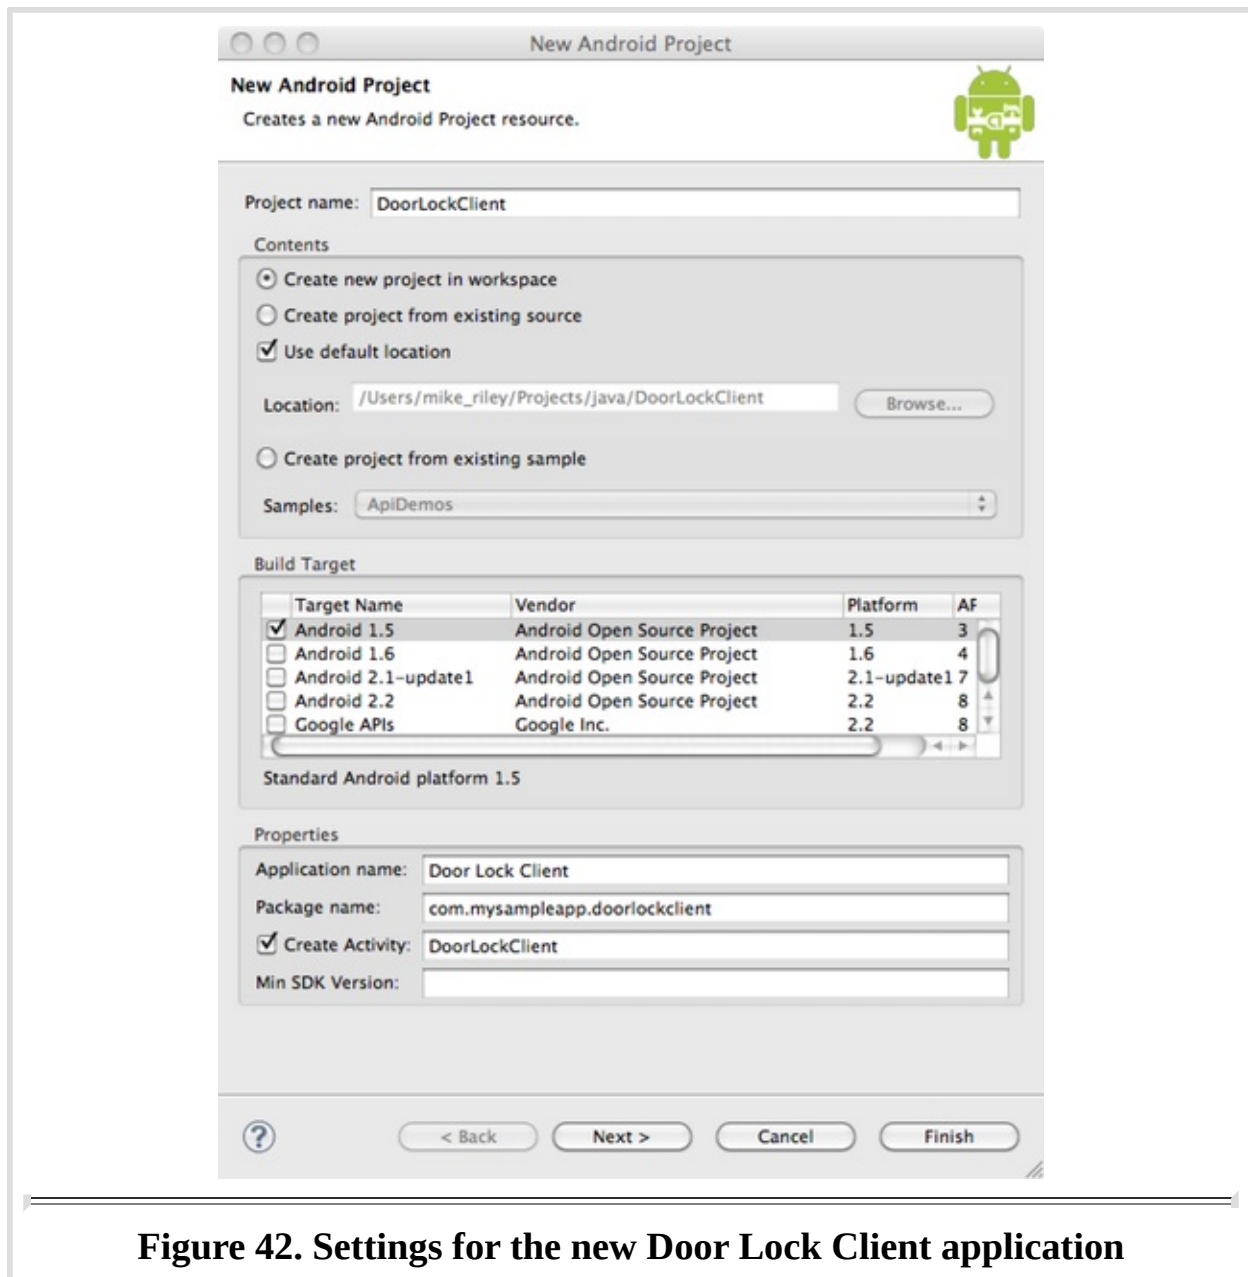 New Android Project
New Android Project
Creates a new Android Project resource.
Project name: DoorLockClient
Contents
Create new project in workspace
Create project from existing source
Use default location
Location: /Users/mike_riley/Projects/java/DoorLockClient Browse...
Create project from existing sample
Samples: ApiDemos
Build Target
Target Name Vendor Platform AP
Android 1.5 Android Open Source Project 1.5 3
Android 1.6 Android Open Source Project 1.6 4
Android 2.1-update1 Android Open Source Project 2.1-update1 7
Android 2.2 Android Open Source Project 2.2 8
Google APIs Google Inc. 2.2 8
Standard Android platform 1.5
Properties
Application name: Door Lock Client
Package name: com.mysampleapp.doorlockclient
Create Activity: DoorLockClient
Min SDK Version:
? < Back Next > Cancel Finish
Figure 42. Settings for the new Door Lock Client application